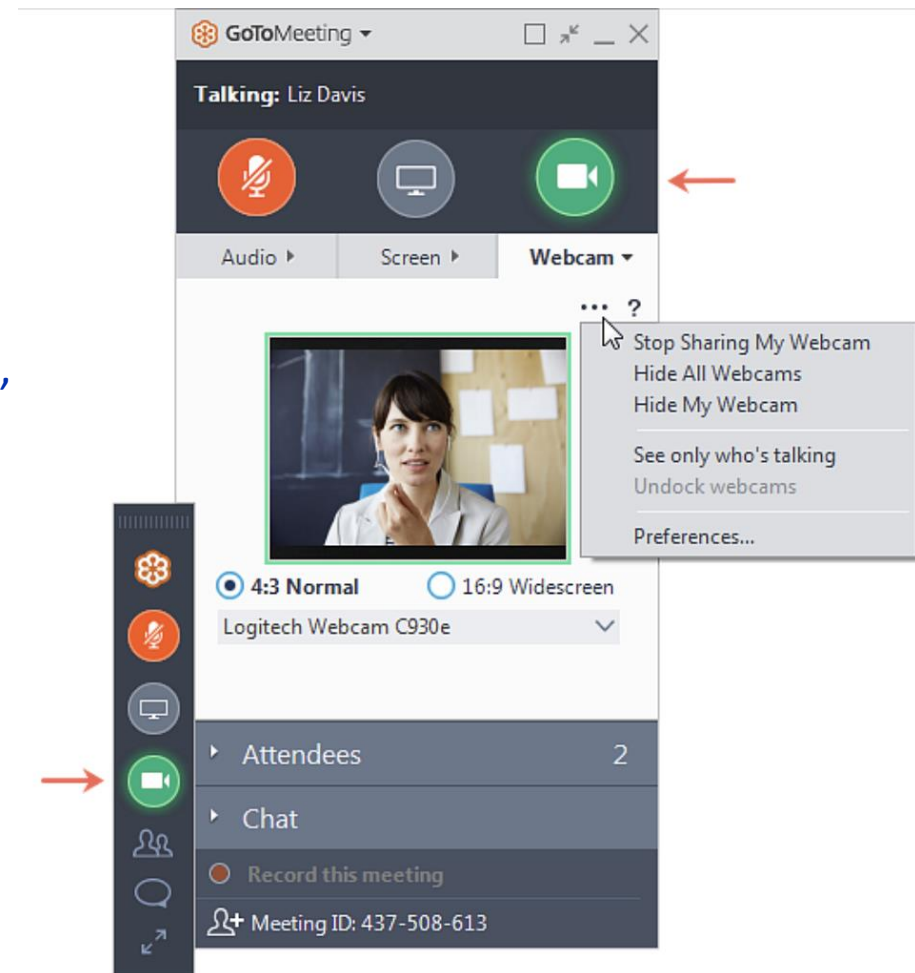 GoToMeeting
Talking: Liz Davis
Audio
Screen
Webcam
... ?
Stop Sharing My Webcam
Hide All Webcams
Hide My Webcam
See only who's talking
Undock webcams
Preferences...
,
4:3 Normal 16:9 Widescreen
Logitech Webcam C930e
Attendees 2
Chat
Record this meeting
Meeting ID: 437-508-613